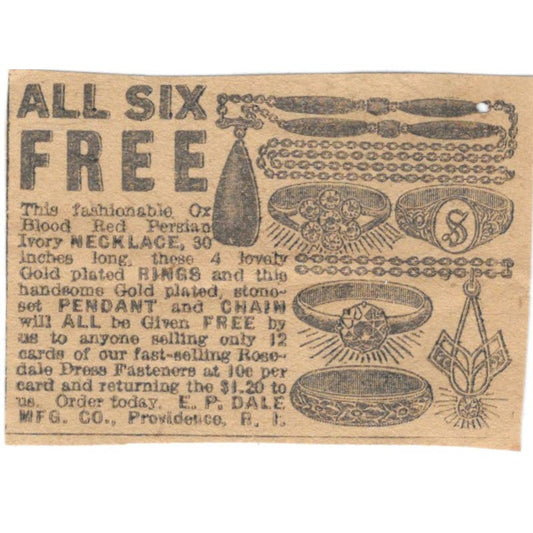 ALL SIX
FREE
This fashionable Ox
Blood Red Persian
Ivory NECKLACE, 30
inches long, these 4 lovely
Gold plated RINGS and this
handsome Gold plated, stone-
set PENDANT and CHAIN
will ALL be Given FREE by
us to anyone selling only 12
cards of our fast-selling Rose-
dale Dress Fasteners at 10c per
card and returning the $1.20 to
us. Order today. E. P. DALE
MFG. CO., Providence, R. I.
S